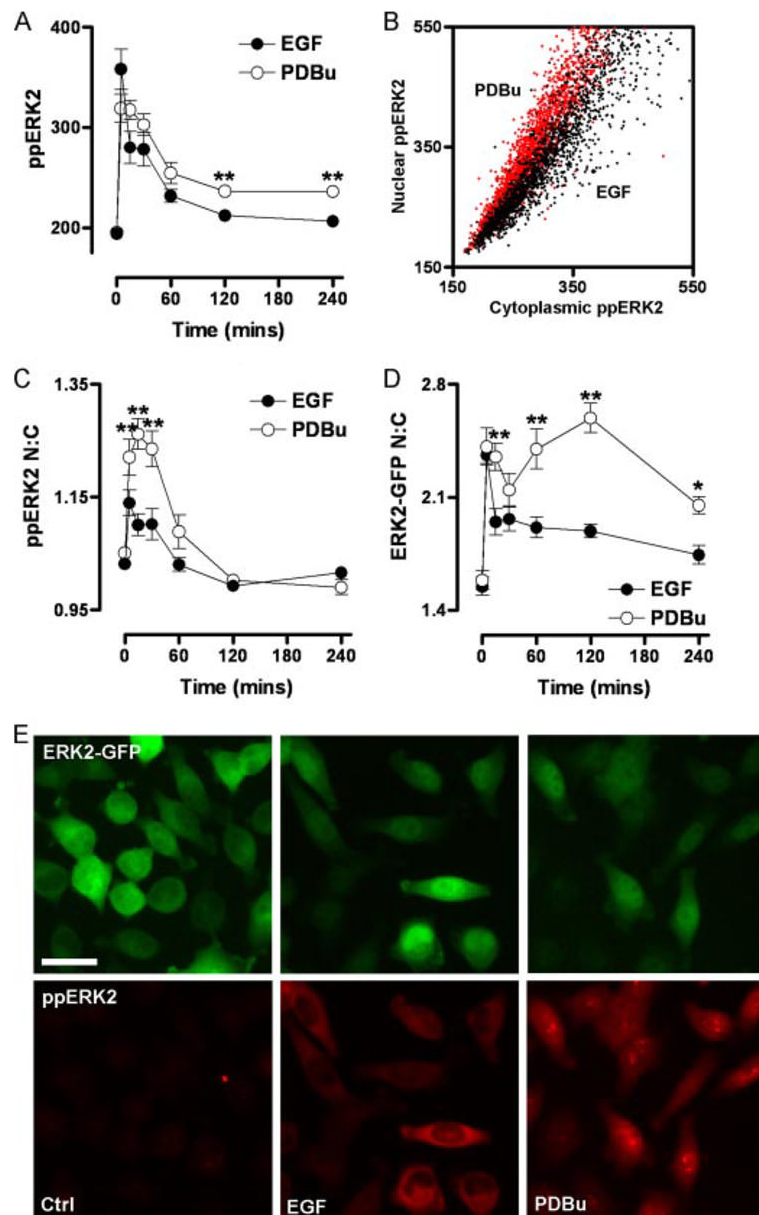 A
400
300
200
ppERK2
EGF
PDBu
**
**
0 60 120 180 240
Time (mins)
B
550
350
150
Nuclear ppERK2
PDBu
EGF
150 350 550
Cytoplasmic ppERK2
C
1.35
1.15
0.95
ppERK2 N:C
EGF
PDBu
**
**
**
0 60 120 180 240
Time (mins)
D
2.8
2.1
1.4
ERK2-GFP N:C
**
**
**
*
EGF
PDBu
0 60 120 180 240
Time (mins)
E
ERK2-GFP
ppERK2
Ctrl
EGF
PDBu